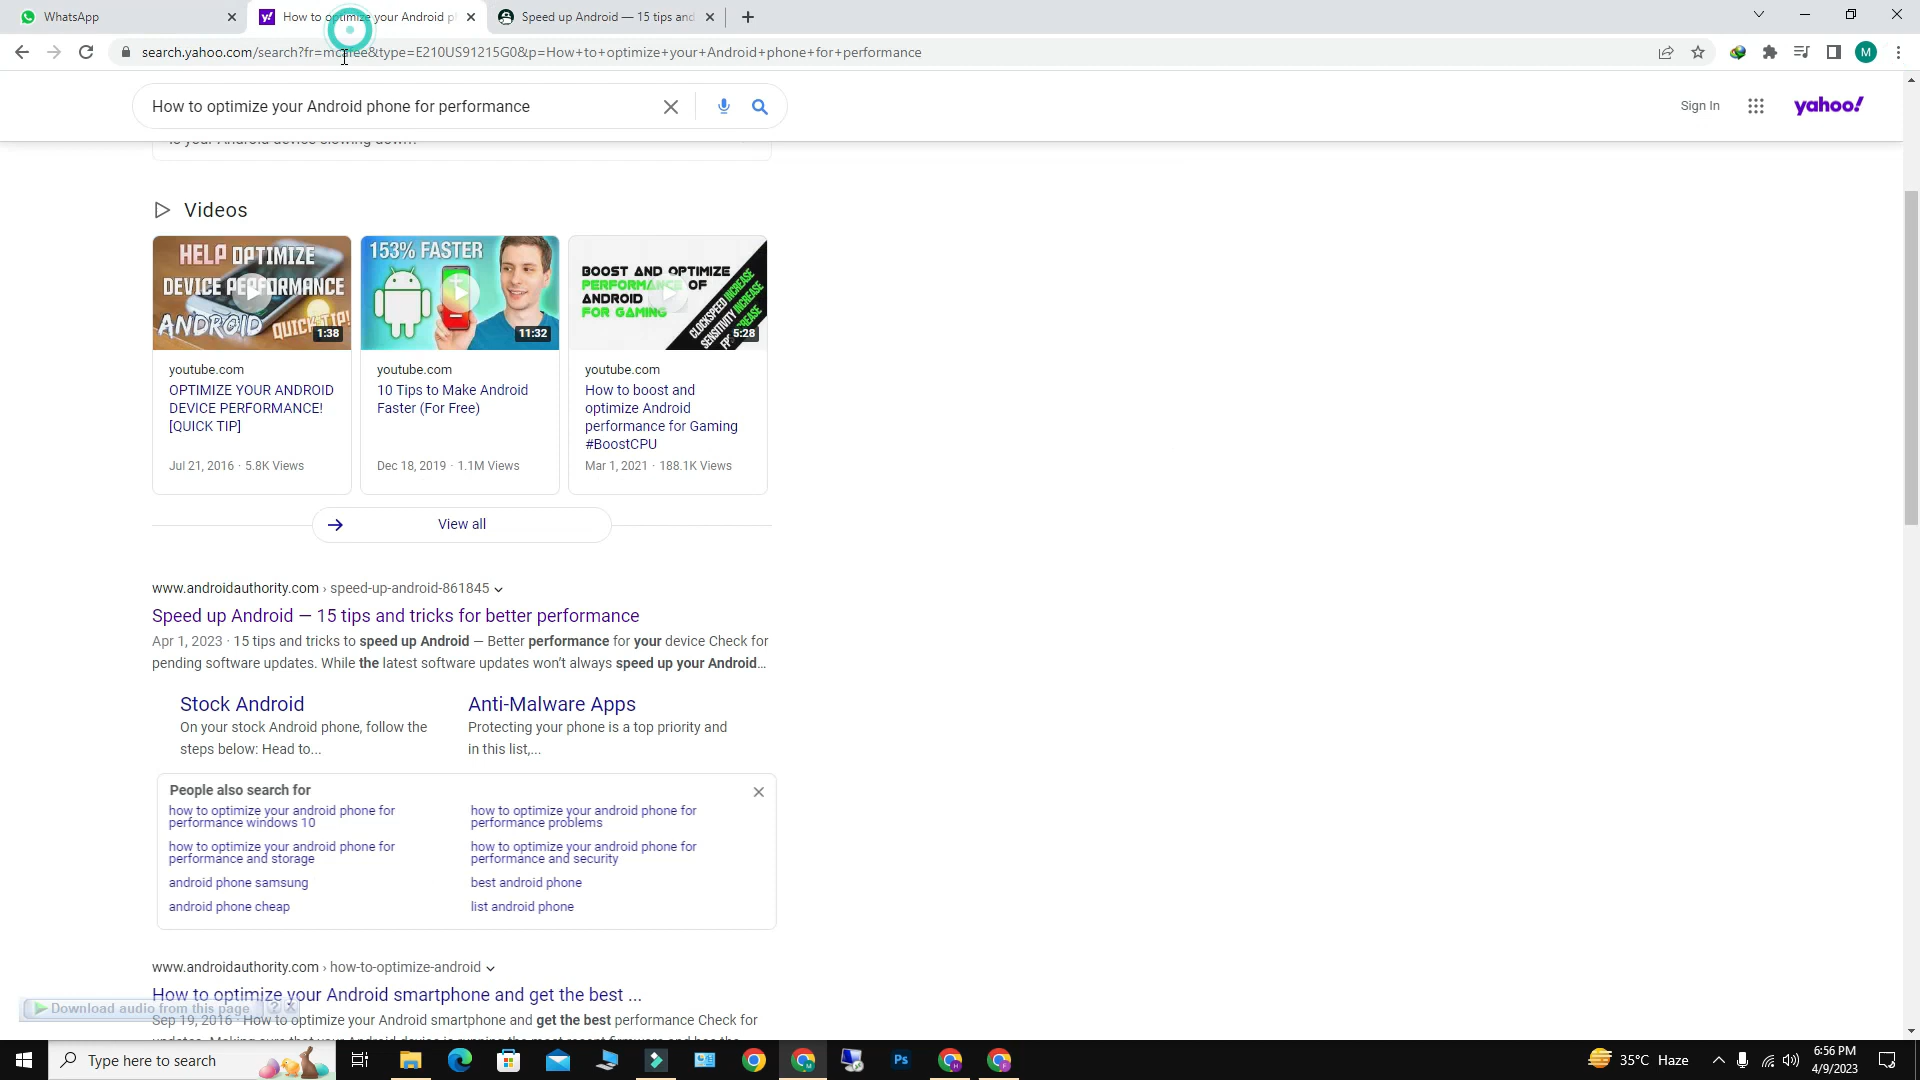 WhatsApp
How to optimize your Android p
Speed up Android — 15 tips and
search.yahoo.com/search?fr=mcafee&type=E210US91215G0&p=How+to+optimize+your+Android+phone+for+performance
M
How to optimize your Android phone for performance
Sign In
yahoo!
Is your Android device slowing down?
Videos
HELP OPTIMIZE
DEVICE PERFORMANCE
ANDROID QUICK TIP!
1:38
153% FASTER
11:32
BOOST AND OPTIMIZE
PERFORMANCE OF
ANDROID
FOR GAMING
CLOCKSPEED INCREASE
SENSITIVITY INCREASE
5:28
youtube.com
OPTIMIZE YOUR ANDROID
DEVICE PERFORMANCE!
[QUICK TIP]
Jul 21, 2016 · 5.8K Views
youtube.com
10 Tips to Make Android
Faster (For Free)
Dec 18, 2019 · 1.1M Views
youtube.com
How to boost and
optimize Android
performance for Gaming
#BoostCPU
Mar 1, 2021 · 188.1K Views
View all
www.androidauthority.com › speed-up-android-861845
Speed up Android — 15 tips and tricks for better performance
Apr 1, 2023 · 15 tips and tricks to speed up Android — Better performance for your device Check for
pending software updates. While the latest software updates won't always speed up your Android...
Stock Android
On your stock Android phone, follow the
steps below: Head to...
Anti-Malware Apps
Protecting your phone is a top priority and
in this list,...
People also search for
how to optimize your android phone for
performance windows 10
how to optimize your android phone for
performance problems
how to optimize your android phone for
performance and storage
how to optimize your android phone for
performance and security
android phone samsung
best android phone
android phone cheap
list android phone
www.androidauthority.com › how-to-optimize-android
How to optimize your Android smartphone and get the best ...
Download audio from this page ? X
Sep 19, 2016 · How to optimize your Android smartphone and get the best performance Check for
Type here to search
Ps
35°C Haze
6:56 PM
4/9/2023